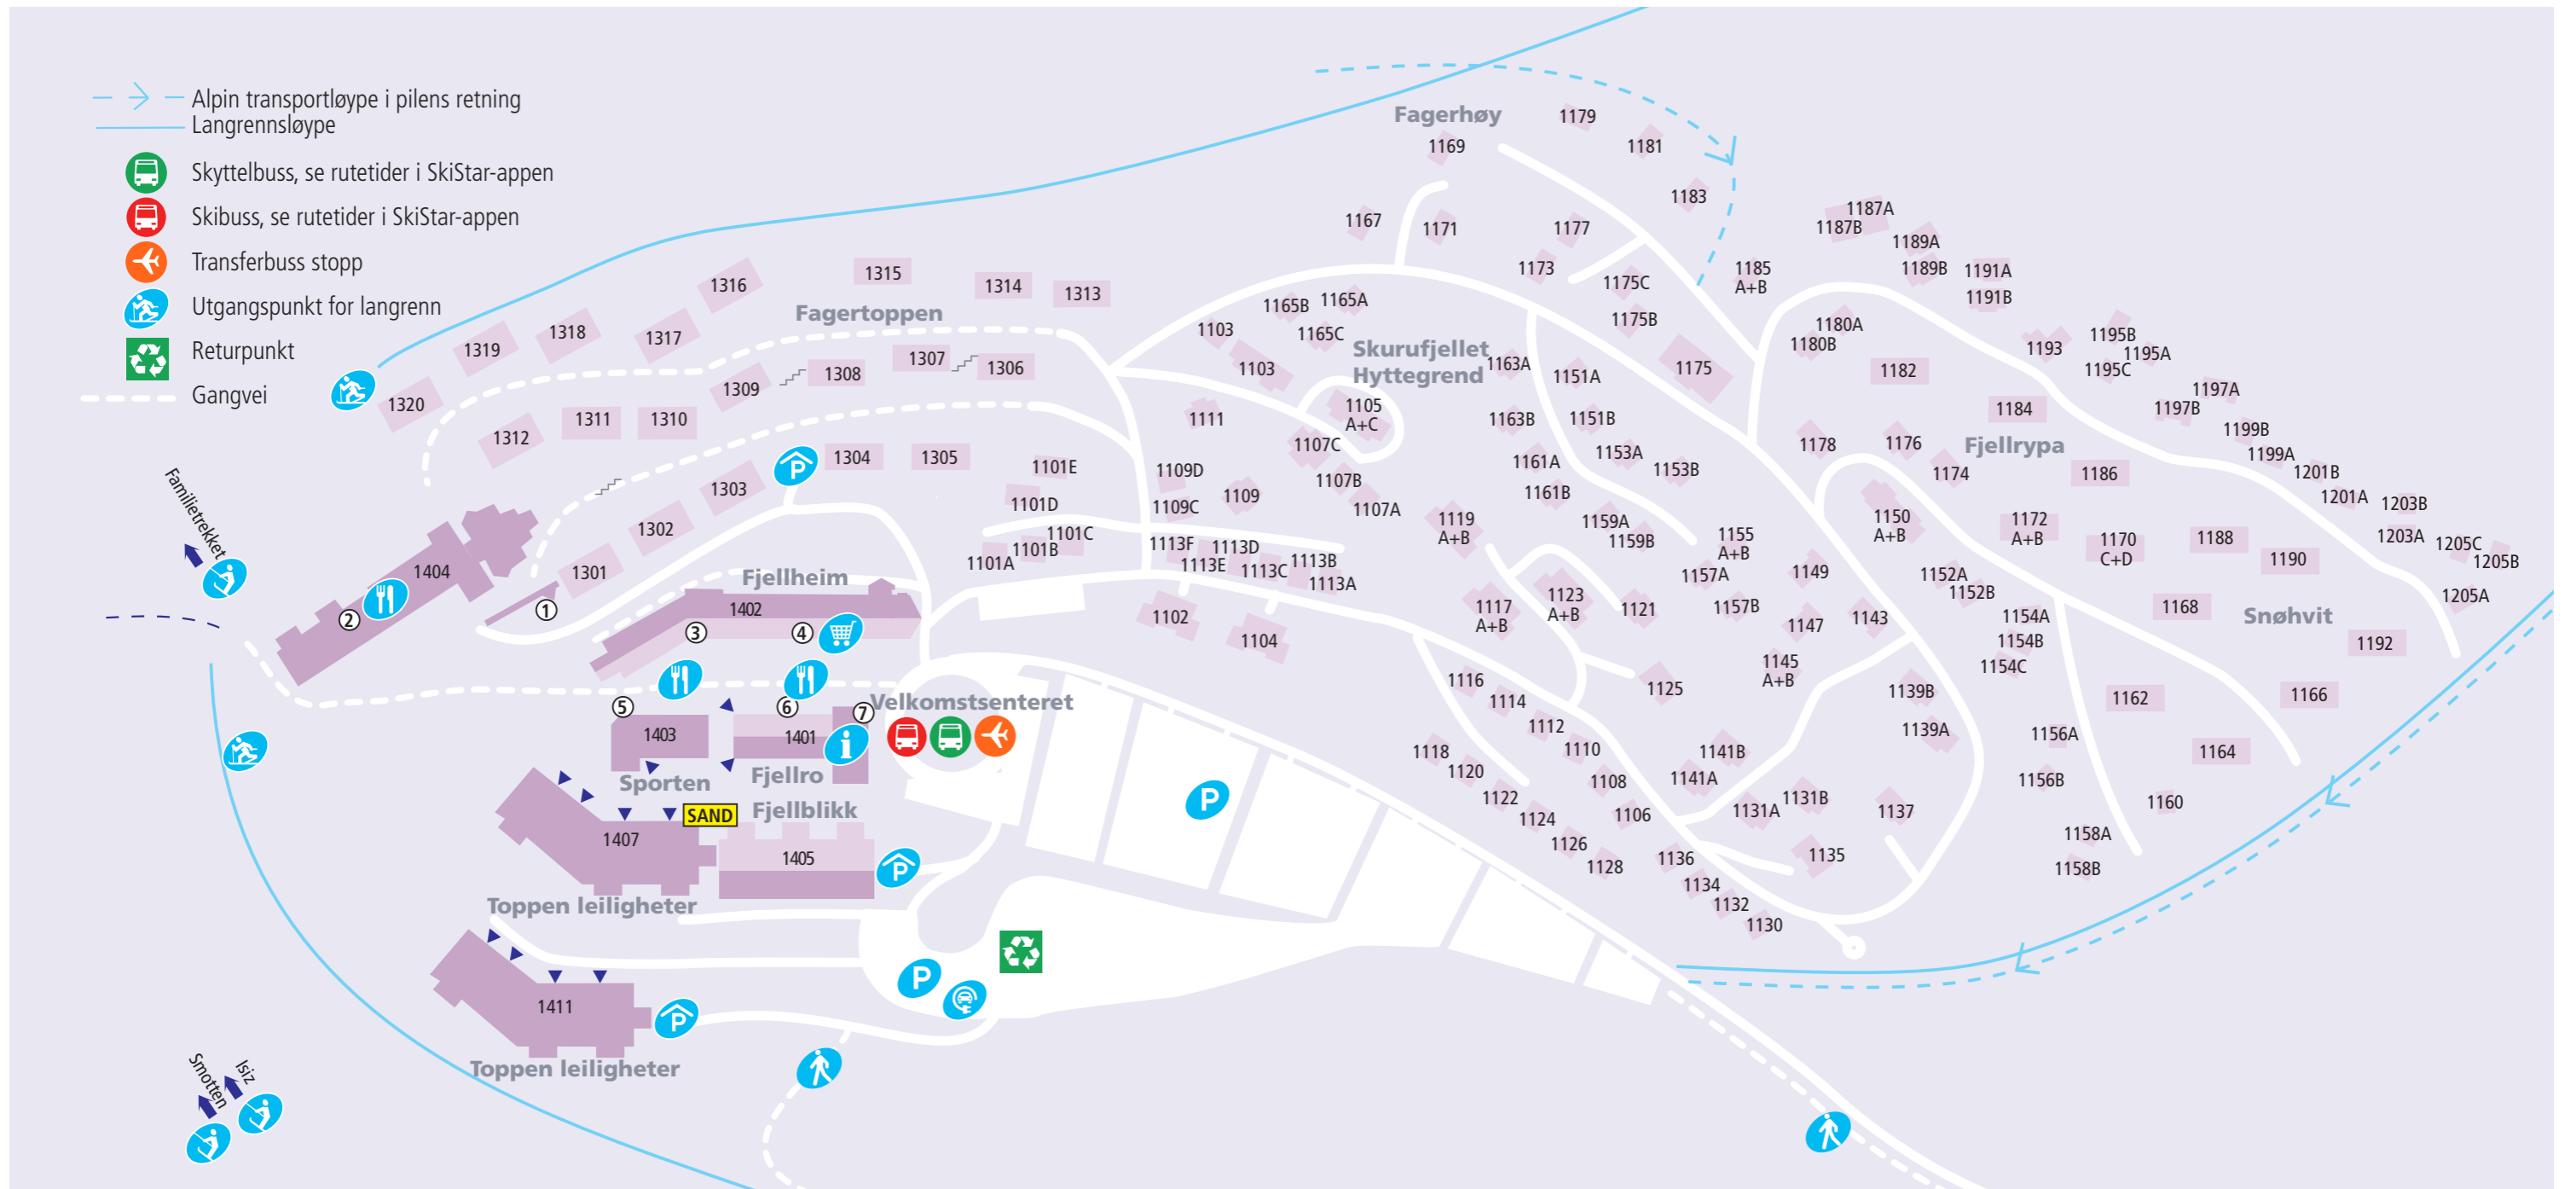 Alpin transportløype i pilens retning
Langrennsløype
Skyttelbuss, se rutetider i SkiStar-appen
Skibuss, se rutetider i SkiStar-appen
Transferbuss stopp
Utgangspunkt for langrenn
Returpunkt
Gangvei
Familietrekket
Smotten
Isiz
Fagertoppen
1316
1315
1314
1313
1319
1318
1317
1320
1312
1311
1310
1309
1308
1307
1306
1304
1305
1303
1302
1301
P
1404
1
2
Fjellheim
1402
3
4
5
6
7
Velkomstsenteret
1403
1401
i
Sporten
Fjellro
SAND
Fjellblikk
1407
1405
P
Toppen leiligheter
1411
P
Toppen leiligheter
P
P
Fagerhøy
1179
1169
1181
1183
1167
1171
1177
1173
1175C
1175B
1175
1185
A+B
1187A
1187B
1189A
1189B
1191A
1191B
1165B
1165A
1165C
1103
1103
Skurufjellet
Hyttegrend
1163A
1151A
1163B
1151B
1105
A+C
1111
1107C
1107B
1107A
1109D
1109C
1109
1101E
1101D
1101C
1101B
1101A
1113F
1113D
1113E
1113C
1113B
1113A
1102
1104
1161A
1161B
1153A
1153B
1159A
1159B
1155
A+B
1157A
1157B
1119
A+B
1117
A+B
1123
A+B
1121
1125
1149
1147
1143
1145
A+B
1180A
1180B
1182
1193
1195B
1195A
1195C
1197A
1197B
1199B
1199A
1201B
1201A
1203B
1203A
1205C
1205B
1205A
1184
Fjellrypa
1178
1176
1174
1186
1150
A+B
1172
A+B
1170
C+D
1188
1190
1152A
1152B
1154A
1154B
1154C
1168
Snøhvit
1192
1162
1166
1164
1156A
1156B
1160
1158A
1158B
1116
1114
1112
1110
1108
1106
1118
1120
1122
1124
1126
1128
1139B
1139A
1141B
1141A
1131A
1131B
1137
1135
1136
1134
1132
1130